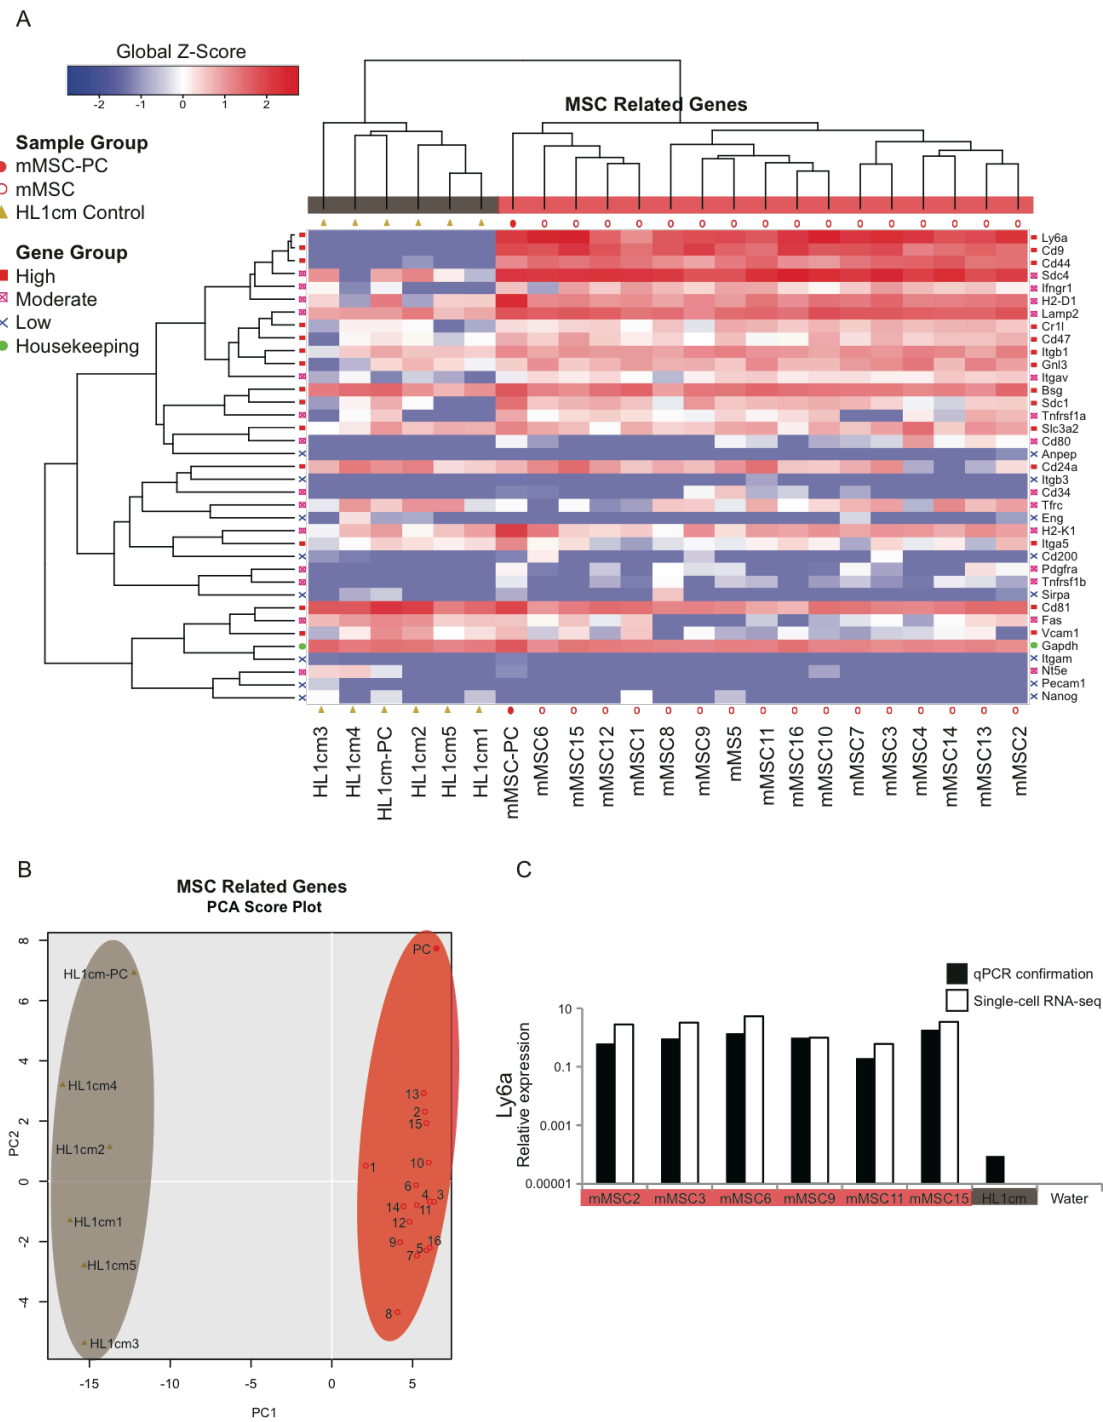 A
Global Z-Score
-2 -1 0 1 2
MSC Related Genes
Sample Group
mMSC-PC
mMSC
HL1cm Control
Gene Group
High
Moderate
Low
Housekeeping
Ly6a
Cd9
Cd44
Sdc4
Ifngr1
H2-D1
Lamp2
Cr1l
Cd47
Itgb1
Gnl3
Itgav
Bsg
Sdc1
Tnfrsf1a
Slc3a2
Cd80
Anpep
Cd24a
Itgb3
Cd34
Tfrc
Eng
H2-K1
Itga5
Cd200
Pdgfra
Tnfrsf1b
Sirpa
Cd81
Fas
Vcam1
Gapdh
Itgam
Nt5e
Pecam1
Nanog
HL1cm3
HL1cm4
HL1cm-PC
HL1cm2
HL1cm5
HL1cm1
mMSC-PC
mMSC6
mMSC15
mMSC12
mMSC1
mMSC8
mMSC9
mMS5
mMSC11
mMSC16
mMSC10
mMSC7
mMSC3
mMSC4
mMSC14
mMSC13
mMSC2
B
MSC Related Genes
PCA Score Plot
PC2
8
6
4
2
0
-2
-4
PC
HL1cm-PC
HL1cm4
13
2
15
HL1cm2
10
1
6
4 3
14
11
HL1cm1
12
9
5 16
7
HL1cm5
8
HL1cm3
-15 -10 -5 0 5
PC1
C
qPCR confirmation
Single-cell RNA-seq
Ly6a
Relative expression
10
0.1
0.001
0.00001
mMSC2 mMSC3 mMSC6 mMSC9 mMSC11 mMSC15 HL1cm Water